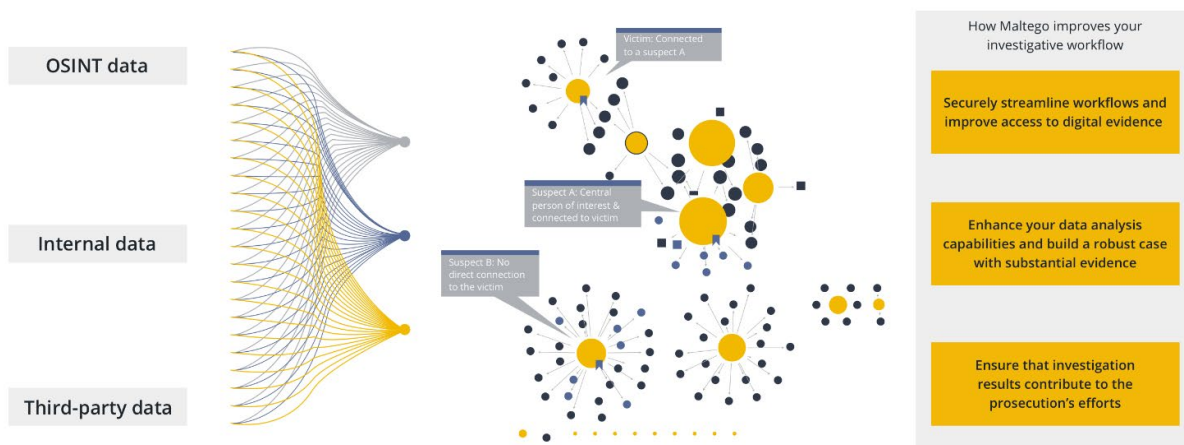 OSINT data
Internal data
Third-party data
Victim: Connected
to a suspect A
Suspect A: Central
person of interest &
connected to victim
Suspect B: No
direct connection
to the victim
How Maltego improves your
investigative workflow
Securely streamline workflows and
improve access to digital evidence
Enhance your data analysis
capabilities and build a robust case
with substantial evidence
Ensure that investigation
results contribute to the
prosecution’s efforts